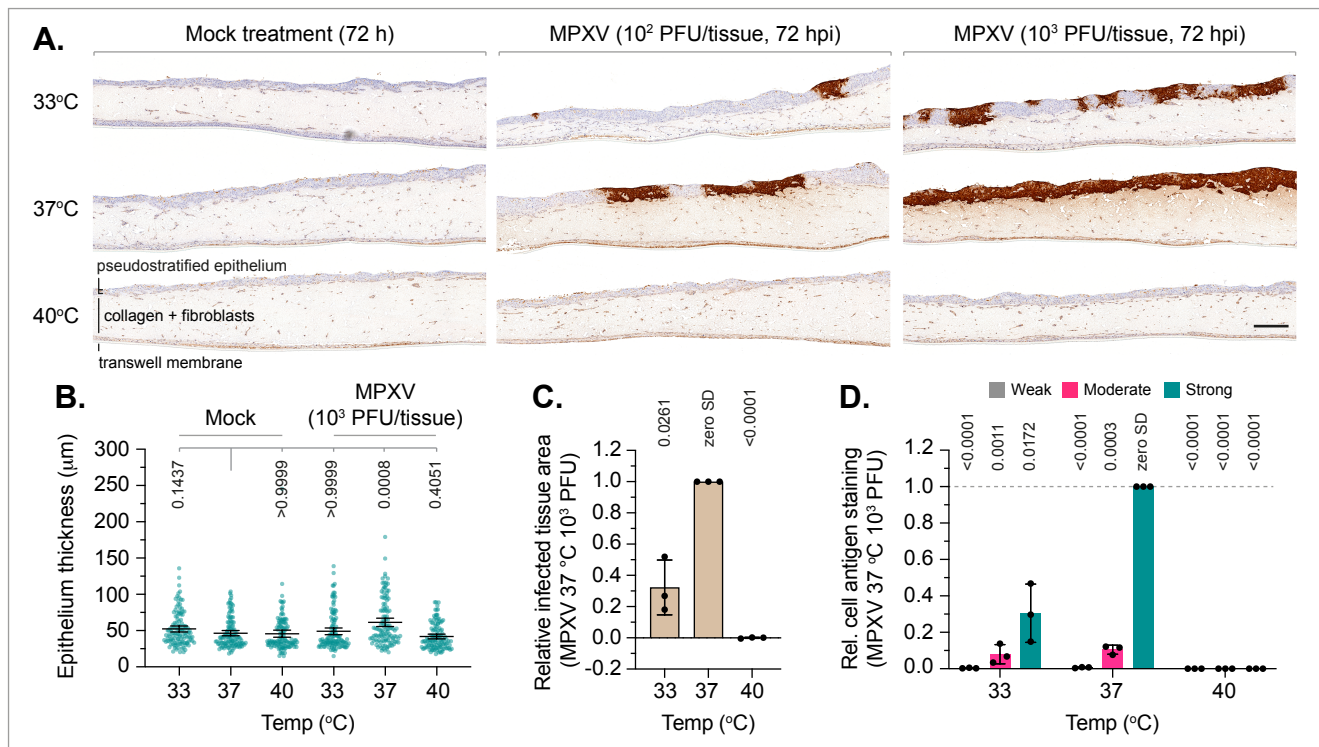 A.
Mock treatment (72 h)
MPXV (10² PFU/tissue, 72 hpi)
MPXV (10³ PFU/tissue, 72 hpi)
33°C
37°C
pseudostratified epithelium
40°C
collagen + fibroblasts
transwell membrane
B.
Mock
MPXV
(10³ PFU/tissue)
Epithelium thickness (μm)
300
250
200
150
100
50
0
0.1437
>0.9999
>0.9999
0.0008
0.4051
33
37
40
33
37
40
Temp (°C)
C.
Relative infected tissue area
(MPXV 37 °C 10³ PFU)
0.0261
zero SD
<0.0001
1.0
0.8
0.6
0.4
0.2
0.0
-0.2
33
37
40
Temp (°C)
D.
Weak
Moderate
Strong
Rel. cell antigen staining
(MPXV 37 °C 10³ PFU)
<0.0001
0.0011
0.0172
<0.0001
0.0003
zero SD
<0.0001
<0.0001
<0.0001
1.0
0.8
0.6
0.4
0.2
0.0
33
37
40
Temp (°C)